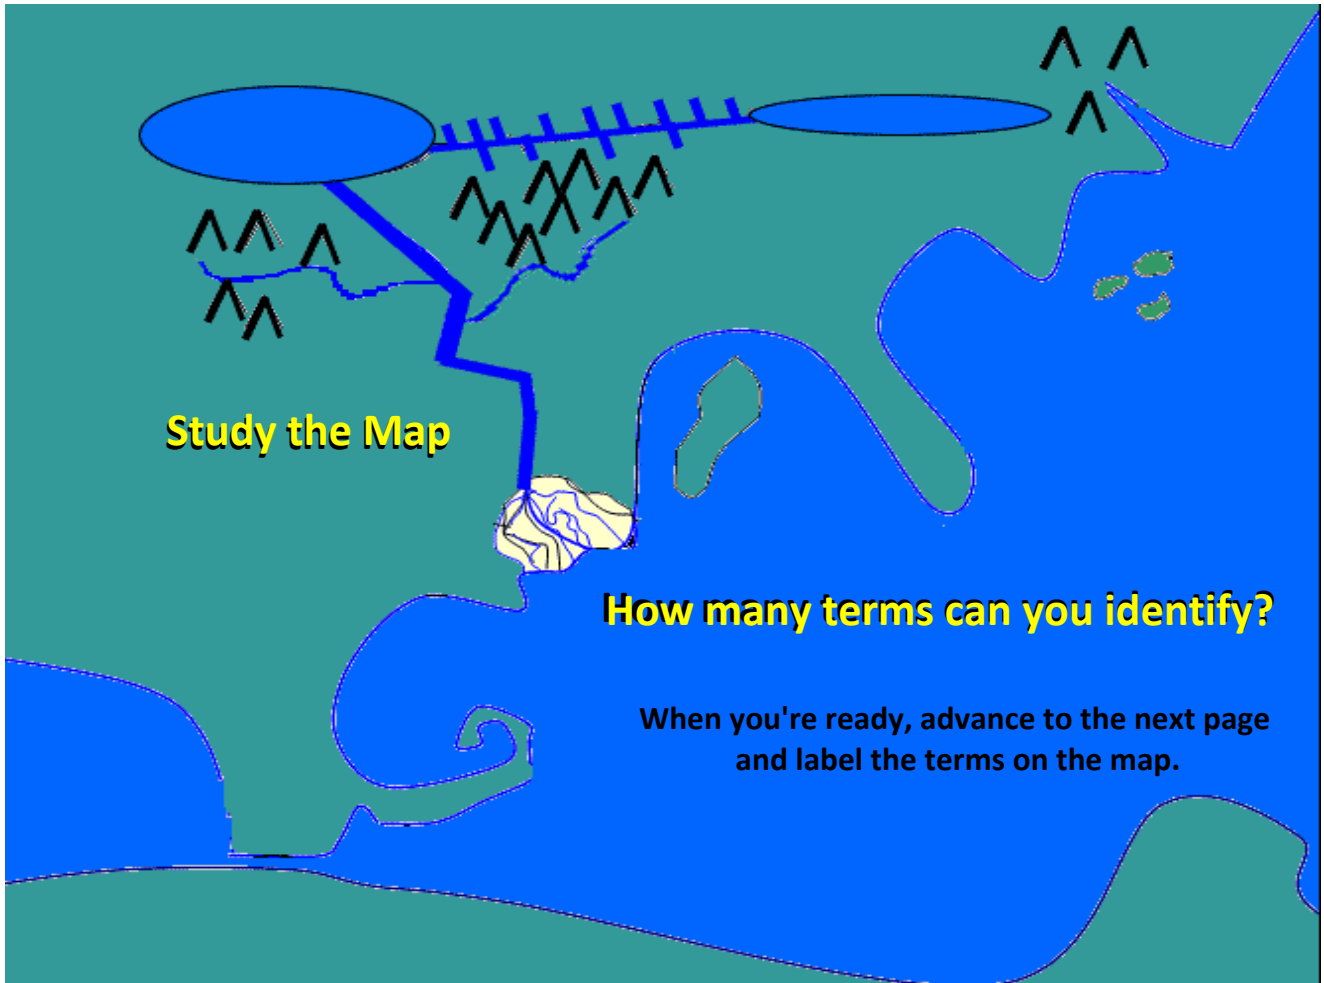 Study the Map
How many terms can you identify?
When you're ready, advance to the next page
and label the terms on the map.